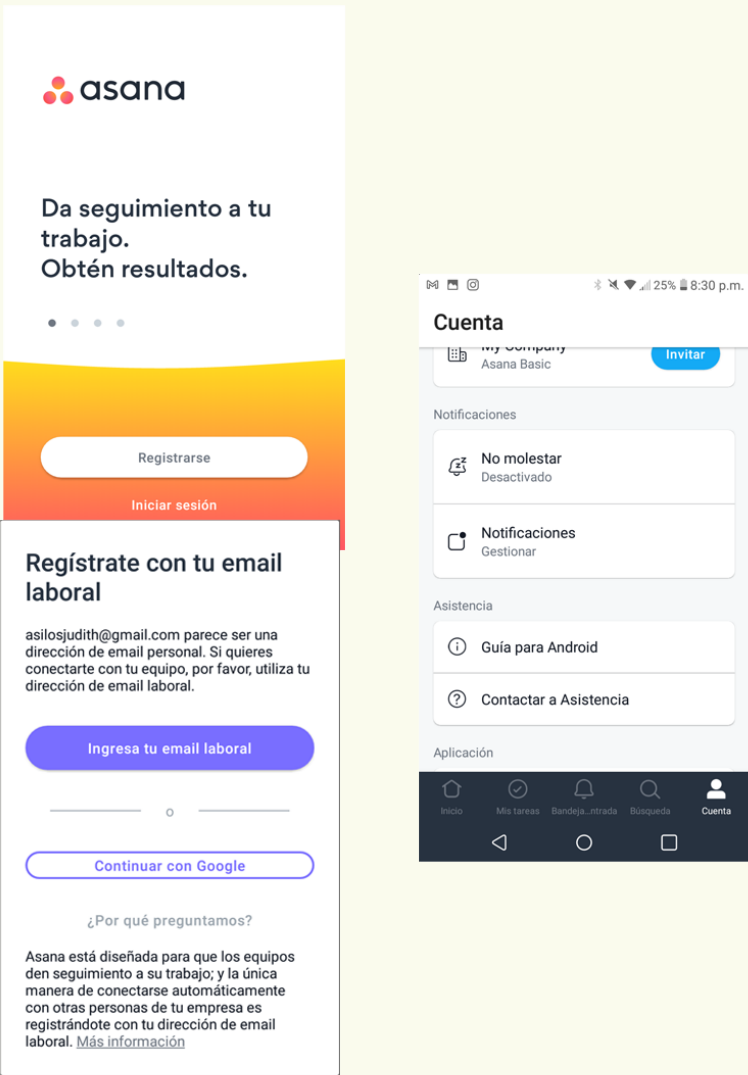 asana
Da seguimiento a tu
trabajo.
Obtén resultados.
Registrarse
Iniciar sesión
Regístrate con tu email
laboral
asilosjudith@gmail.com parece ser una
dirección de email personal. Si quieres
conectarte con tu equipo, por favor, utiliza tu
dirección de email laboral.
Ingresa tu email laboral
o
Continuar con Google
¿Por qué preguntamos?
Asana está diseñada para que los equipos
den seguimiento a su trabajo; y la única
manera de conectarse automáticamente
con otras personas de tu empresa es
registrándote con tu dirección de email
laboral. Más información
25% 8:30 p.m.
Cuenta
My Company
Asana Basic
Invitar
Notificaciones
No molestar
Desactivado
Notificaciones
Gestionar
Asistencia
Guía para Android
Contactar a Asistencia
Aplicación
Inicio
Mis tareas
Bandeja...ntrada
Búsqueda
Cuenta